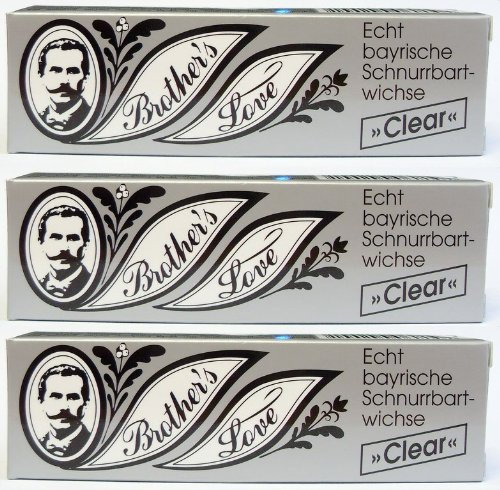 Brother's
Love
Echt
bayrische
Schnurrbart-
wichse
»Clear«
Brother's
Love
Echt
bayrische
Schnurrbart-
wichse
»Clear«
Brother's
Love
Echt
bayrische
Schnurrbart-
wichse
»Clear«